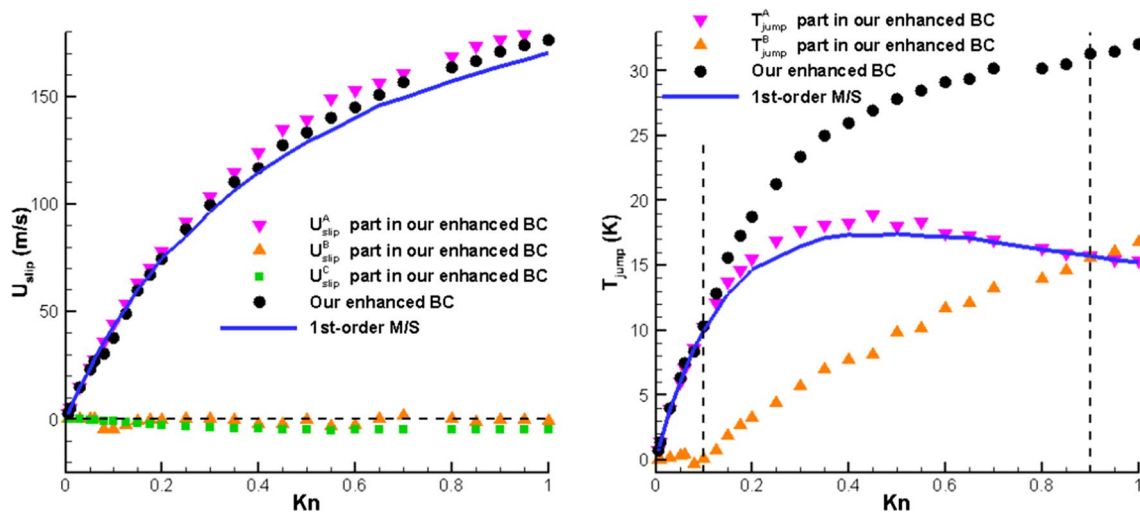 U_slip (m/s)
150
100
50
0
U^A_slip part in our enhanced BC
U^B_slip part in our enhanced BC
U^C_slip part in our enhanced BC
Our enhanced BC
1st-order M/S
0 0.2 0.4 0.6 0.8 1
Kn
T^A_jump part in our enhanced BC
T^B_jump part in our enhanced BC
Our enhanced BC
1st-order M/S
T_jump (K)
30
25
20
15
10
5
0
0 0.2 0.4 0.6 0.8 1
Kn